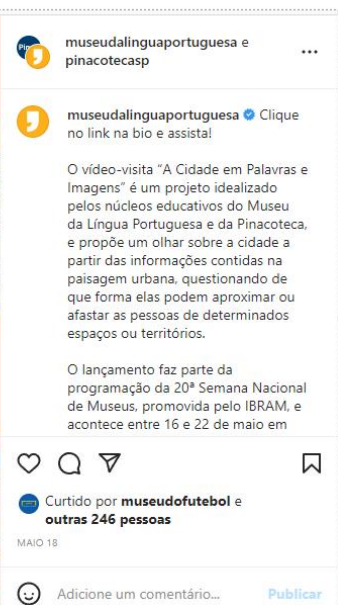 museudalinguaportuguesa e
pinacotecasp
museudalinguaportuguesa Clique
no link na bio e assista!
O vídeo-visita “A Cidade em Palavras e
Imagens” é um projeto idealizado
pelos núcleos educativos do Museu
da Língua Portuguesa e da Pinacoteca,
e propõe um olhar sobre a cidade a
partir das informações contidas na
paisagem urbana, questionando de
que forma elas podem aproximar ou
afastar as pessoas de determinados
espaços ou territórios.
O lançamento faz parte da
programação da 20ª Semana Nacional
de Museus, promovida pelo IBRAM, e
acontece entre 16 e 22 de maio em
Curtido por museudofutebol e
outras 246 pessoas
MAIO 18
Adicione um comentário... Publicar